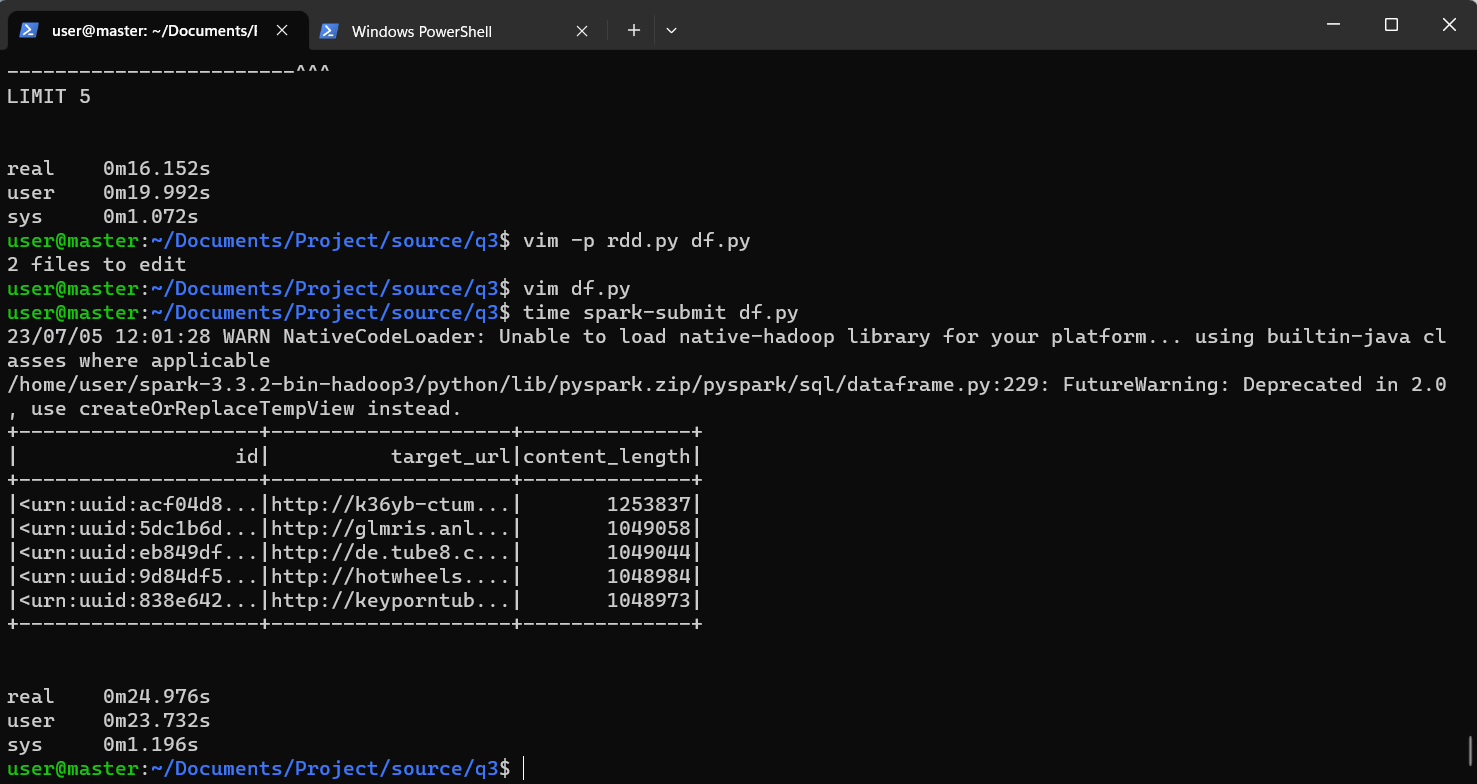 user@master: ~/Documents/
Windows PowerShell
------------------------^^^
LIMIT 5
real    0m16.152s
user    0m19.992s
sys     0m1.072s
user@master:~/Documents/Project/source/q3$ vim -p rdd.py df.py
2 files to edit
user@master:~/Documents/Project/source/q3$ vim df.py
user@master:~/Documents/Project/source/q3$ time spark-submit df.py
23/07/05 12:01:28 WARN NativeCodeLoader: Unable to load native-hadoop library for your platform... using builtin-java cl
asses where applicable
/home/user/spark-3.3.2-bin-hadoop3/python/lib/pyspark.zip/pyspark/sql/dataframe.py:229: FutureWarning: Deprecated in 2.0
, use createOrReplaceTempView instead.
+--------------------+--------------------+--------------+
|                  id|          target_url|content_length|
+--------------------+--------------------+--------------+
|<urn:uuid:acf04d8...|http://k36yb-ctum...|       1253837|
|<urn:uuid:5dc1b6d...|http://glmris.anl...|       1049058|
|<urn:uuid:eb849df...|http://de.tube8.c...|       1049044|
|<urn:uuid:9d84df5...|http://hotwheels....|       1048984|
|<urn:uuid:838e642...|http://keyporntub...|       1048973|
+--------------------+--------------------+--------------+
real    0m24.976s
user    0m23.732s
sys     0m1.196s
user@master:~/Documents/Project/source/q3$